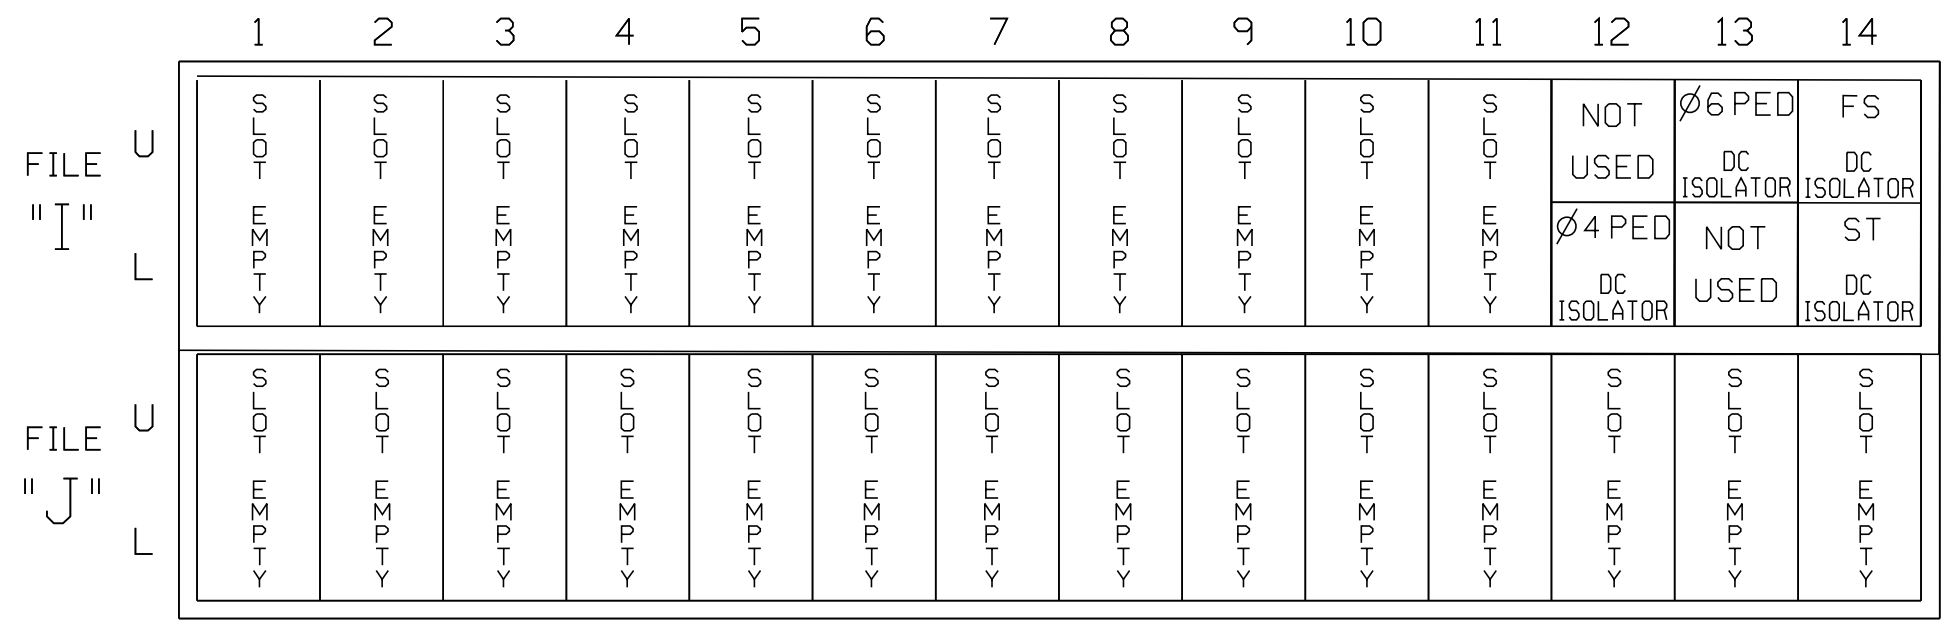 1 2 3 4 5 6 7 8 9 10 11 12 13 14
FILE
"I"
U
L
SLOT EMPTY
SLOT EMPTY
SLOT EMPTY
SLOT EMPTY
SLOT EMPTY
SLOT EMPTY
SLOT EMPTY
SLOT EMPTY
SLOT EMPTY
SLOT EMPTY
SLOT EMPTY
NOT
USED
Ø4 PED
DC
ISOLATOR
Ø6 PED
DC
ISOLATOR
NOT
USED
FS
DC
ISOLATOR
ST
DC
ISOLATOR
FILE
"J"
U
L
SLOT EMPTY
SLOT EMPTY
SLOT EMPTY
SLOT EMPTY
SLOT EMPTY
SLOT EMPTY
SLOT EMPTY
SLOT EMPTY
SLOT EMPTY
SLOT EMPTY
SLOT EMPTY
SLOT EMPTY
SLOT EMPTY
SLOT EMPTY